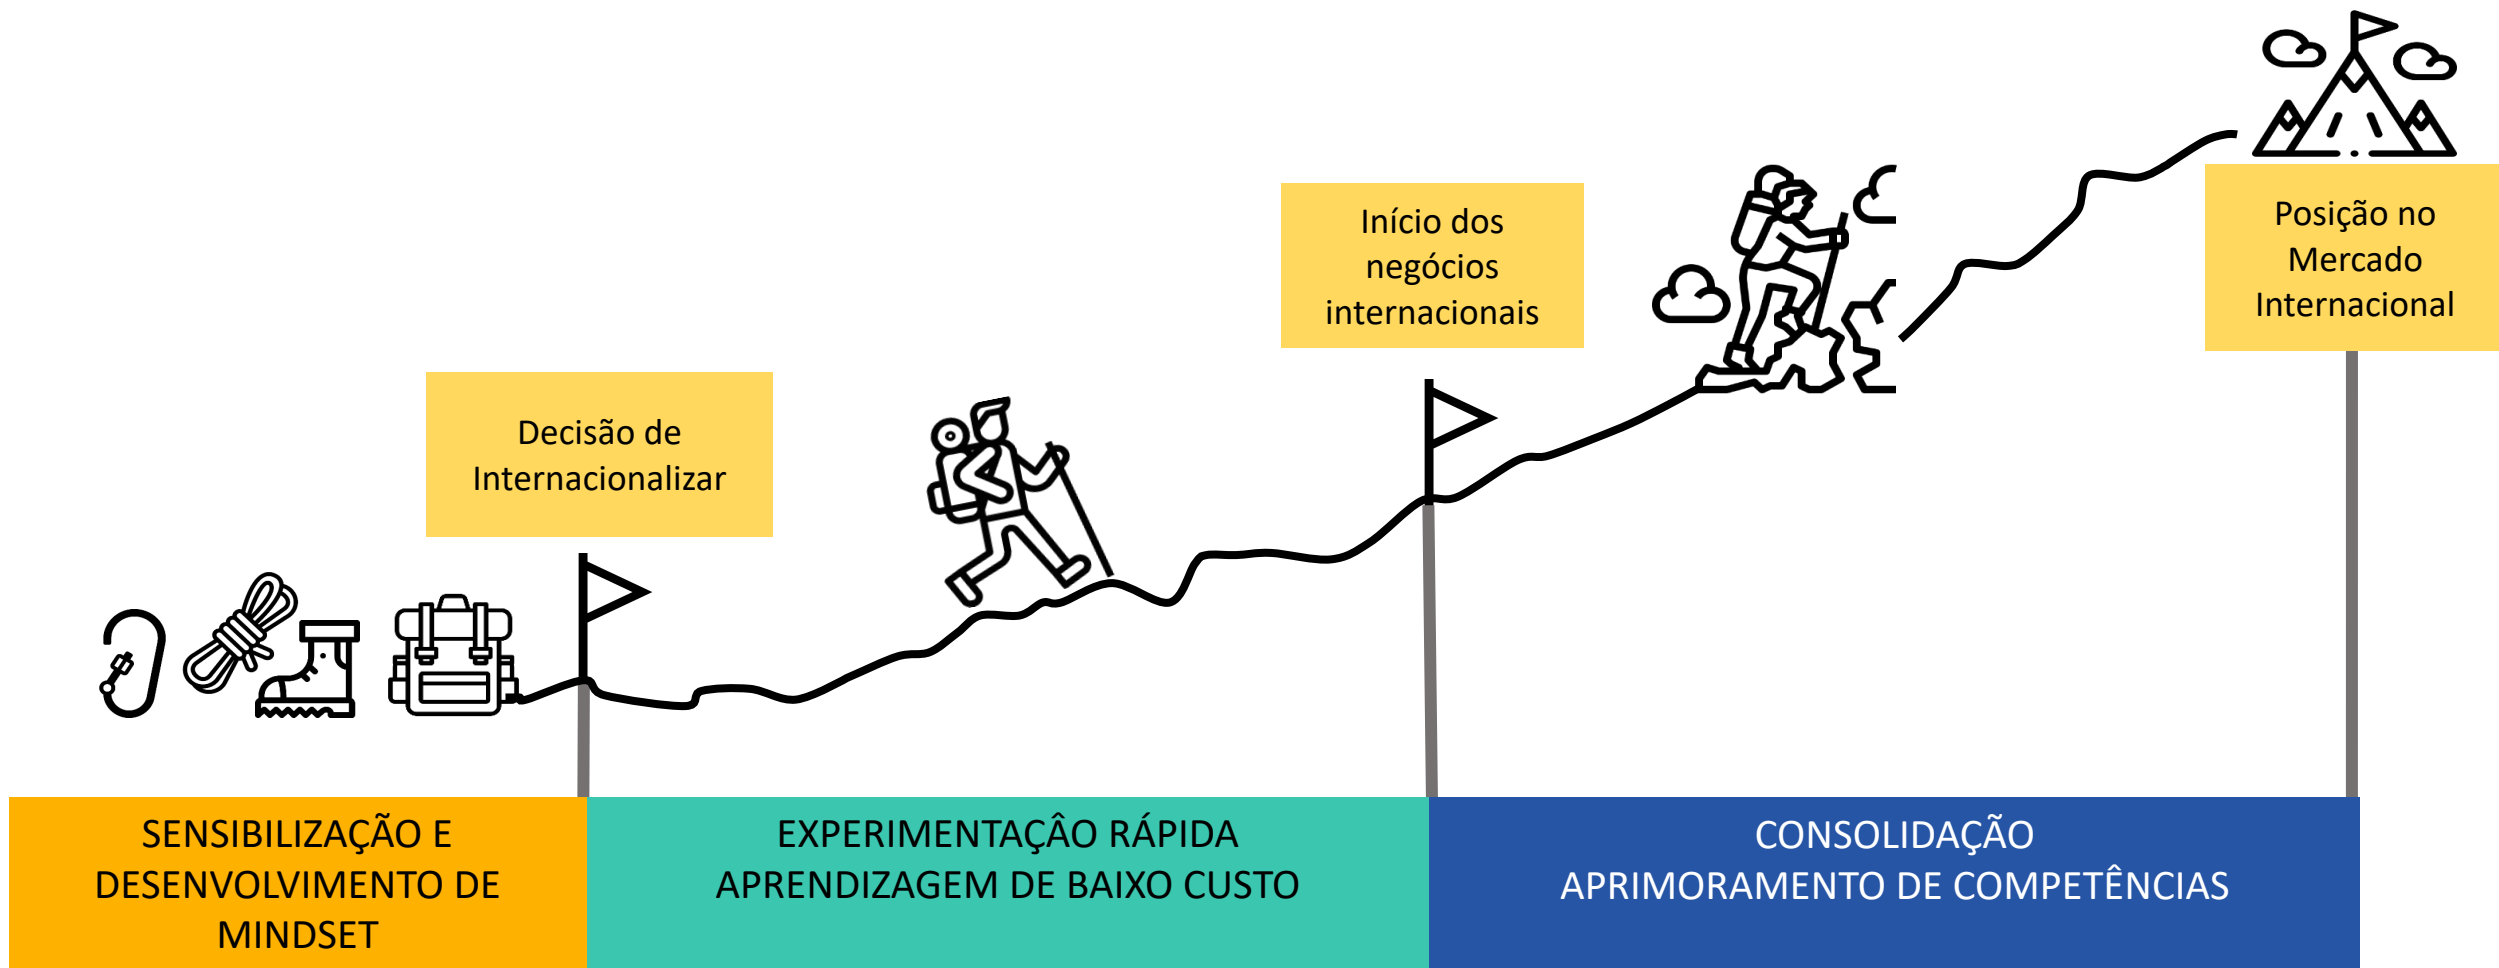 Posição no
Mercado
Internacional
Início dos
negócios
internacionais
Decisão de
Internacionalizar
SENSIBILIZAÇÃO E
DESENVOLVIMENTO DE
MINDSET
EXPERIMENTAÇÂO RÁPIDA
APRENDIZAGEM DE BAIXO CUSTO
CONSOLIDAÇÃO
APRIMORAMENTO DE COMPETÊNCIAS